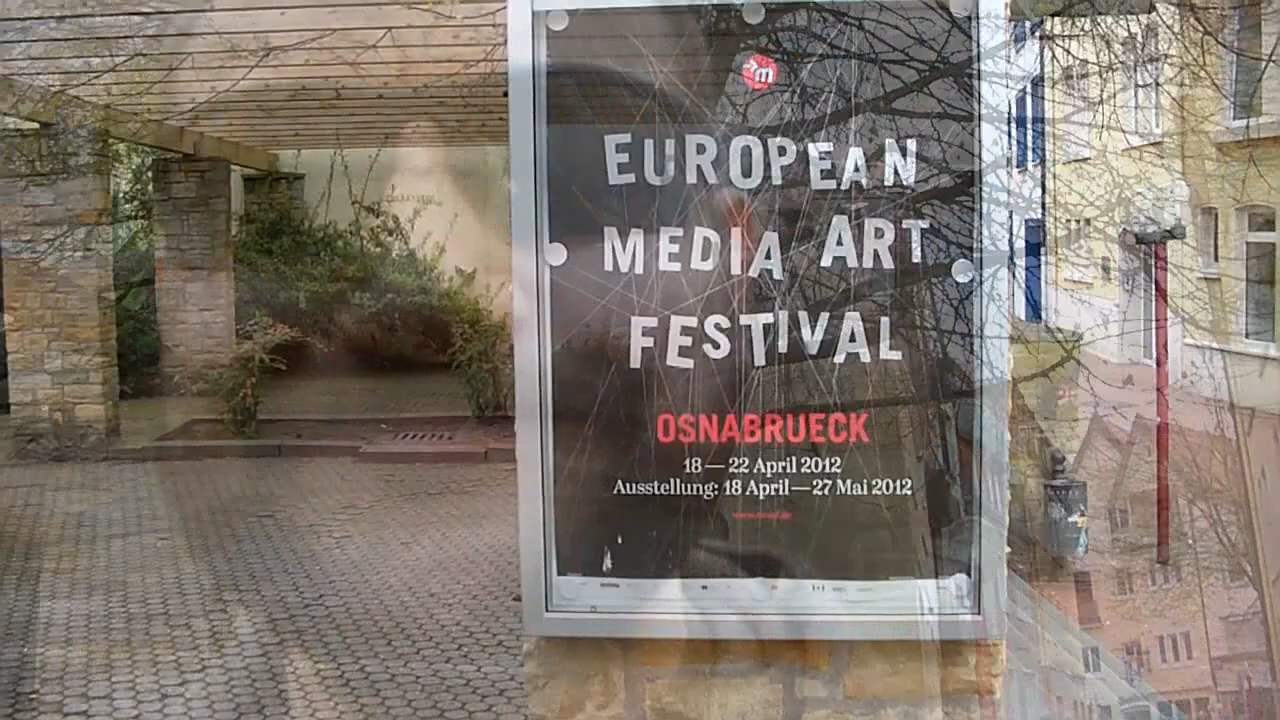 m
EUROPEAN
MEDIA ART
FESTIVAL
OSNABRUECK
18 — 22 April 2012
Ausstellung: 18 April — 27 Mai 2012